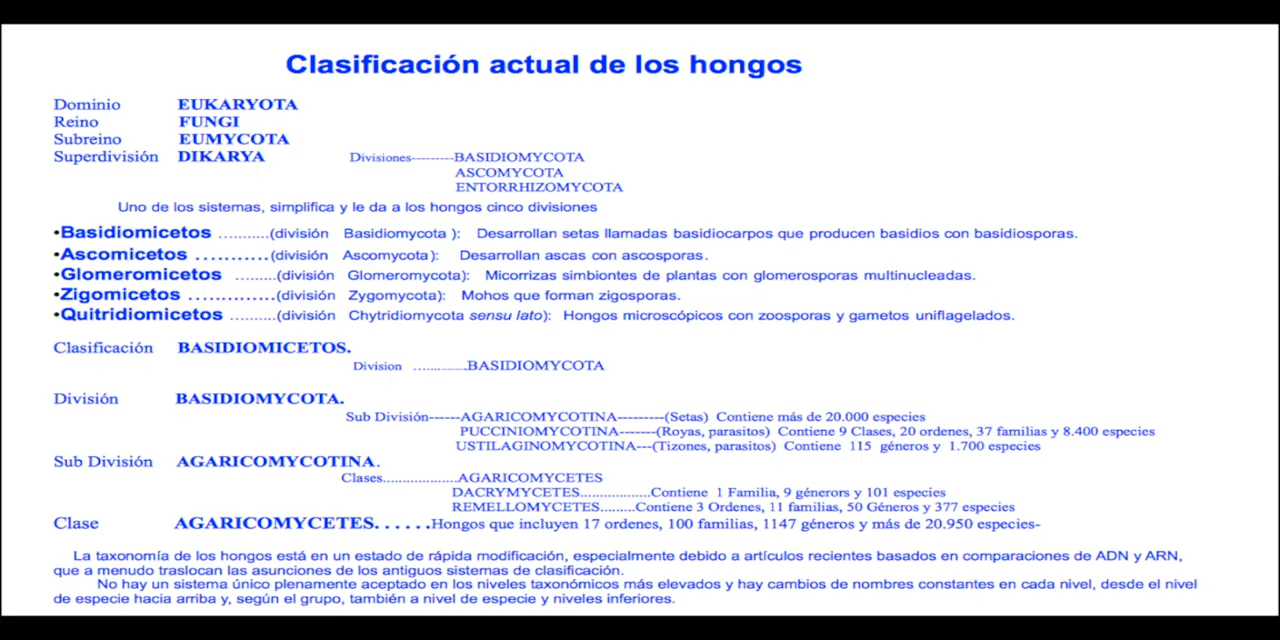 Clasificación actual de los hongos
Dominio EUKARYOTA
Reino FUNGI
Subreino EUMYCOTA
Superdivisión DIKARYA Divisiones---------BASIDIOMYCOTA
ASCOMYCOTA
ENTORRHIZOMYCOTA
Uno de los sistemas, simplifica y le da a los hongos cinco divisiones
•Basidiomicetos ..........(división Basidiomycota ): Desarrollan setas llamadas basidiocarpos que producen basidios con basidiosporas.
•Ascomicetos ...........(división Ascomycota): Desarrollan ascas con ascosporas.
•Glomeromicetos ........(división Glomeromycota): Micorrizas simbiontes de plantas con glomerosporas multinucleadas.
•Zigomicetos .............(división Zygomycota): Mohos que forman zigosporas.
•Quitridiomicetos ..........(división Chytridiomycota sensu lato): Hongos microscópicos con zoosporas y gametos uniflagelados.
Clasificación BASIDIOMICETOS.
Division ..............BASIDIOMYCOTA
División BASIDIOMYCOTA.
Sub División------AGARICOMYCOTINA---------(Setas) Contiene más de 20.000 especies
PUCCINIOMYCOTINA-------(Royas, parasitos) Contiene 9 Clases, 20 ordenes, 37 familias y 8.400 especies
USTILAGINOMYCOTINA---(Tizones, parasitos) Contiene 115 géneros y 1.700 especies
Sub División AGARICOMYCOTINA.
Clases...................AGARICOMYCETES
DACRYMYCETES..................Contiene 1 Familia, 9 génerors y 101 especies
REMELLOMYCETES.........Contiene 3 Ordenes, 11 familias, 50 Géneros y 377 especies
Clase AGARICOMYCETES. . . . . .Hongos que incluyen 17 ordenes, 100 familias, 1147 géneros y más de 20.950 especies-
La taxonomía de los hongos está en un estado de rápida modificación, especialmente debido a artículos recientes basados en comparaciones de ADN y ARN,
que a menudo traslocan las asunciones de los antiguos sistemas de clasificación.
No hay un sistema único plenamente aceptado en los niveles taxonómicos más elevados y hay cambios de nombres constantes en cada nivel, desde el nivel
de especie hacia arriba y, según el grupo, también a nivel de especie y niveles inferiores.